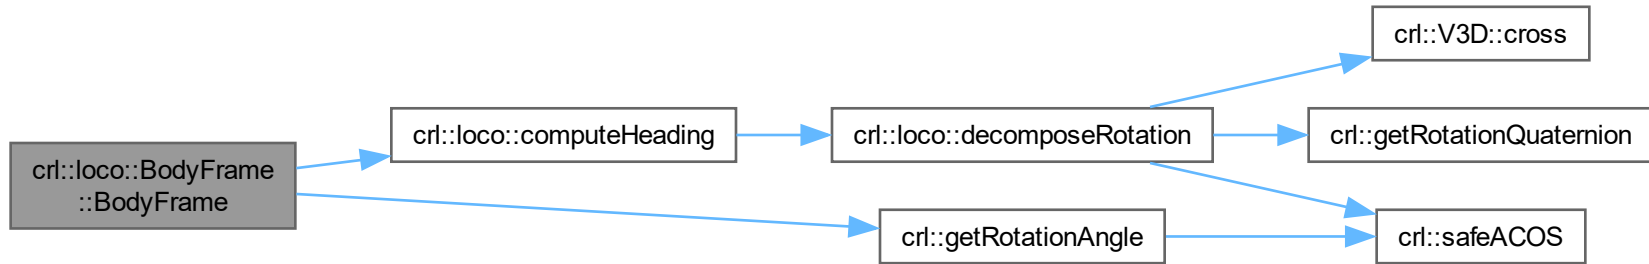 crl::loco::BodyFrame
::BodyFrame
crl::loco::computeHeading
crl::getRotationAngle
crl::loco::decomposeRotation
crl::V3D::cross
crl::getRotationQuaternion
crl::safeACOS